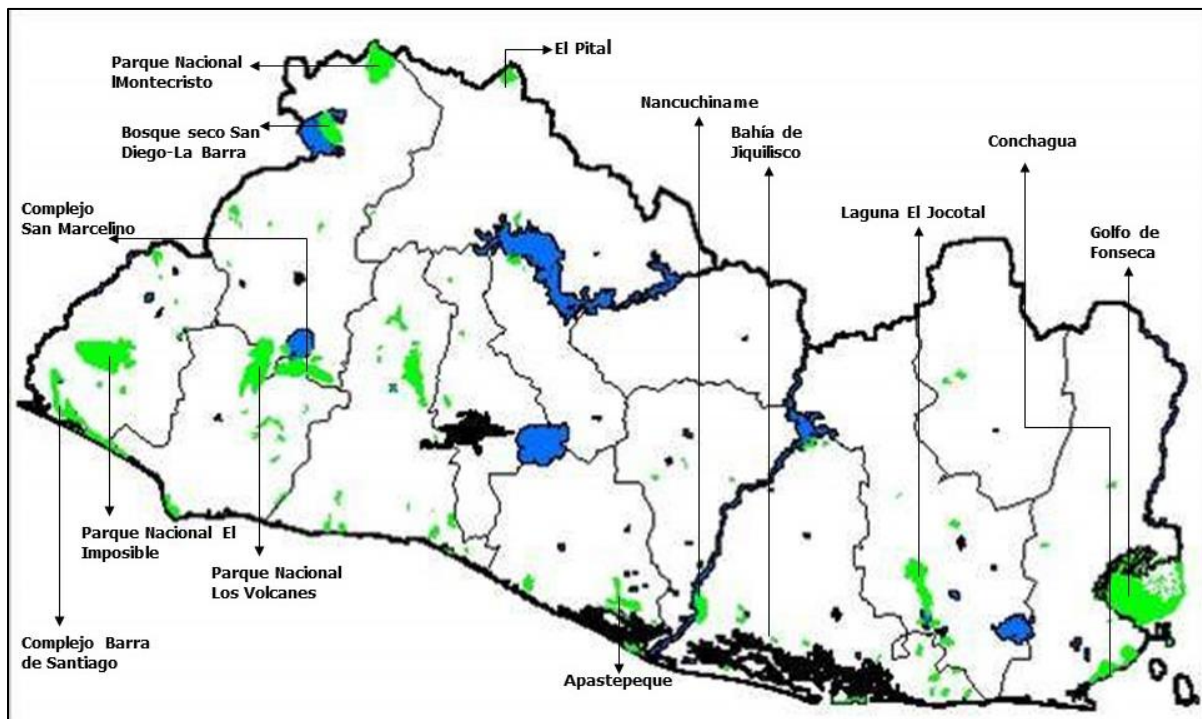 Parque Nacional
lMontecristo
El Pital
Bosque seco San
Diego-La Barra
Nancuchiname
Bahía de
Jiquilisco
Conchagua
Complejo
San Marcelino
Laguna El Jocotal
Golfo de
Fonseca
Parque Nacional El
Imposible
Parque Nacional
Los Volcanes
Complejo Barra
de Santiago
Apastepeque